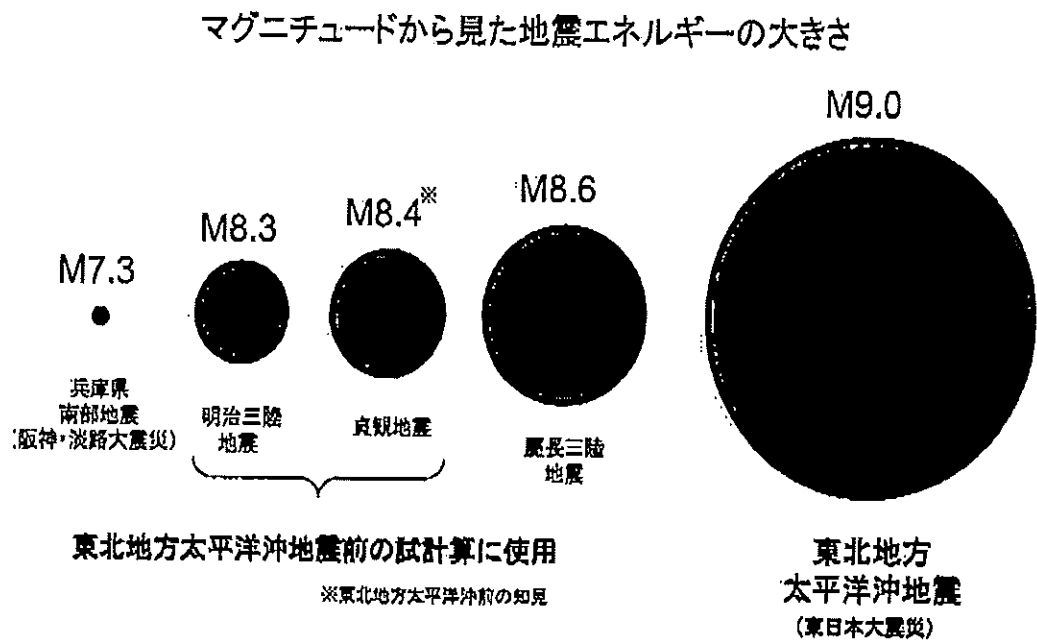 マグニチュードから見た地震エネルギーの大きさ
M7.3
兵庫県
南部地震
(阪神・淡路大震災)
M8.3
明治三陸
地震
M8.4※
貞観地震
M8.6
慶長三陸
地震
M9.0
東北地方
太平洋沖地震
(東日本大震災)
東北地方太平洋沖地震前の試計算に使用
※東北地方太平洋沖前の知見